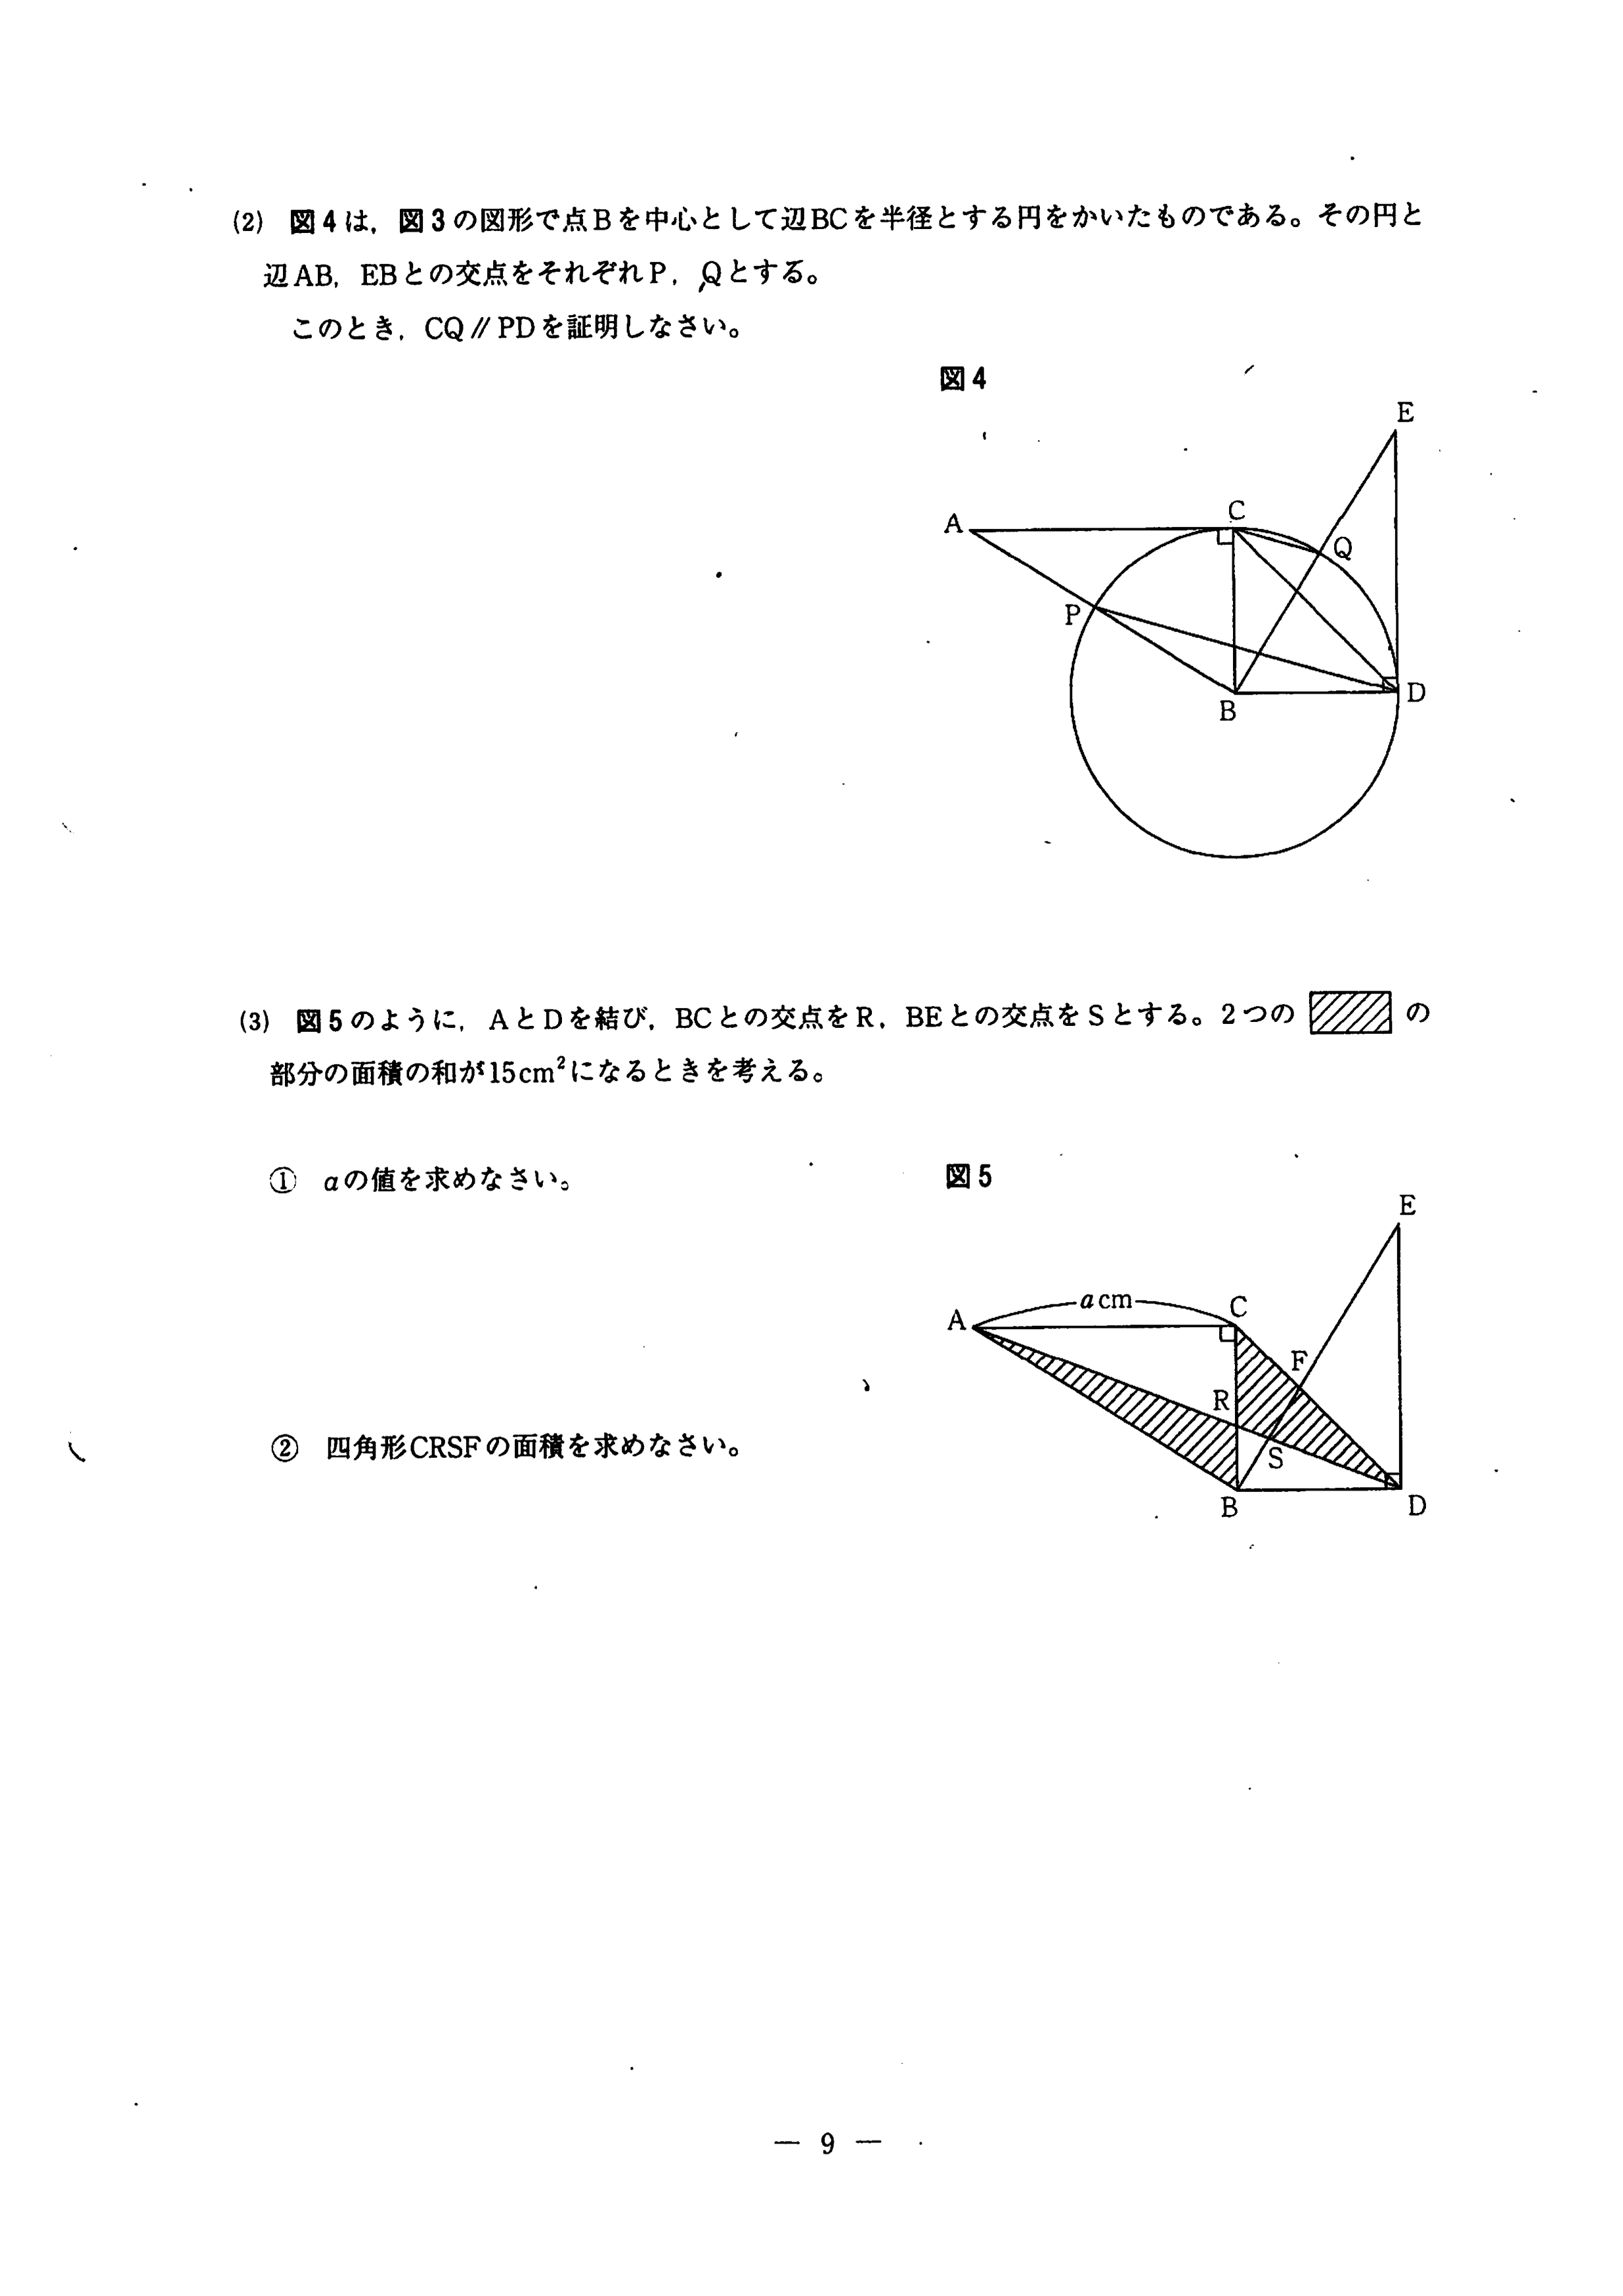 (2) 図4は，図3の図形で点Bを中心として辺BCを半径とする円をかいたものである。その円と
辺AB，EBとの交点をそれぞれP，Qとする。
このとき，CQ∥PDを証明しなさい。
図4
E
A
C
Q
P
B
D
(3) 図5のように，AとDを結び，BCとの交点をR，BEとの交点をSとする。2つの の
部分の面積の和が15cm²になるときを考える。
① aの値を求めなさい。
図5
E
a cm
A
C
F
R
S
B
D
② 四角形CRSFの面積を求めなさい。
— 9 —